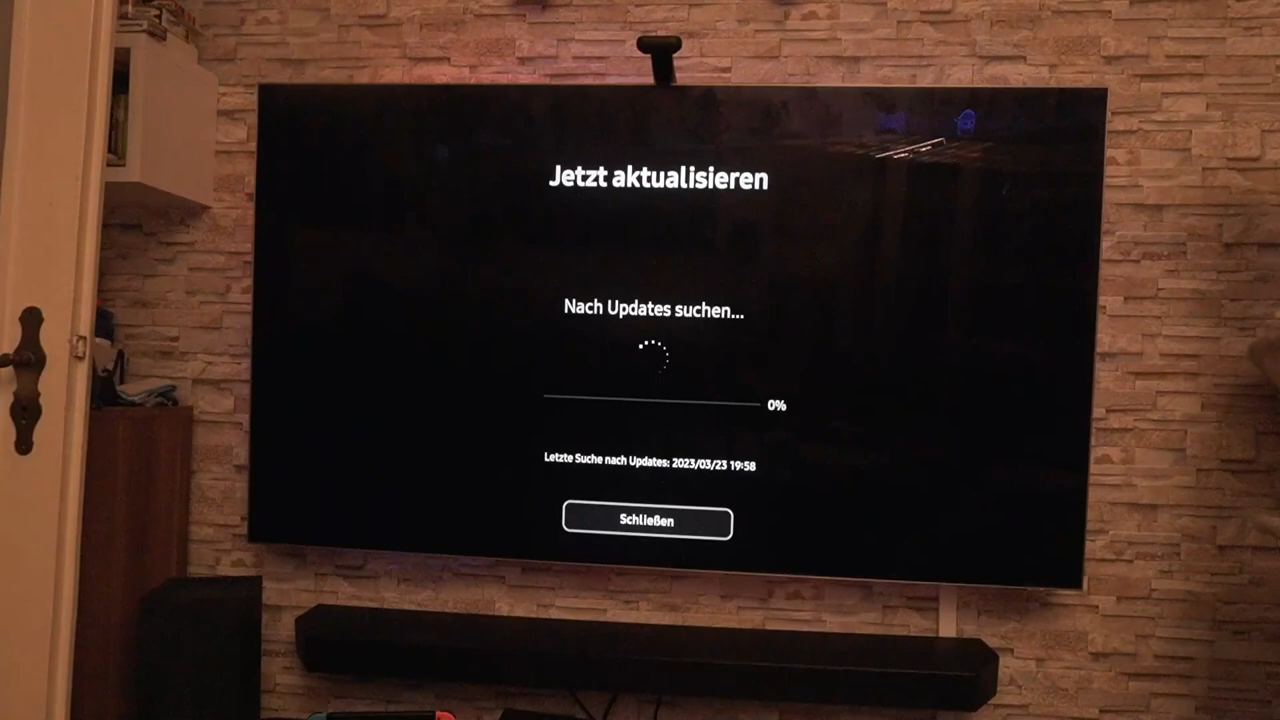 Jetzt aktualisieren
Nach Updates suchen...
0%
Letzte Suche nach Updates: 2023/03/23 19:58
Schließen